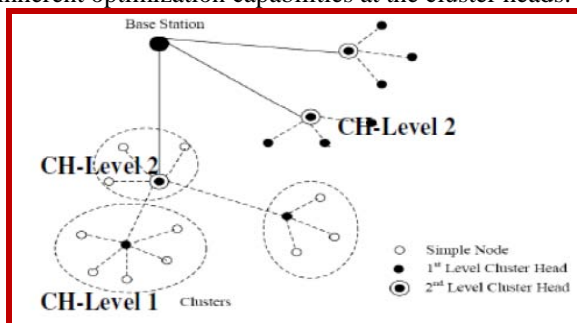 inherent optimization capabilities at the cluster heads.
Base Station
CH-Level 2
CH-Level 2
CH-Level 1
Clusters
Simple Node
1st Level Cluster Head
2nd Level Cluster Head